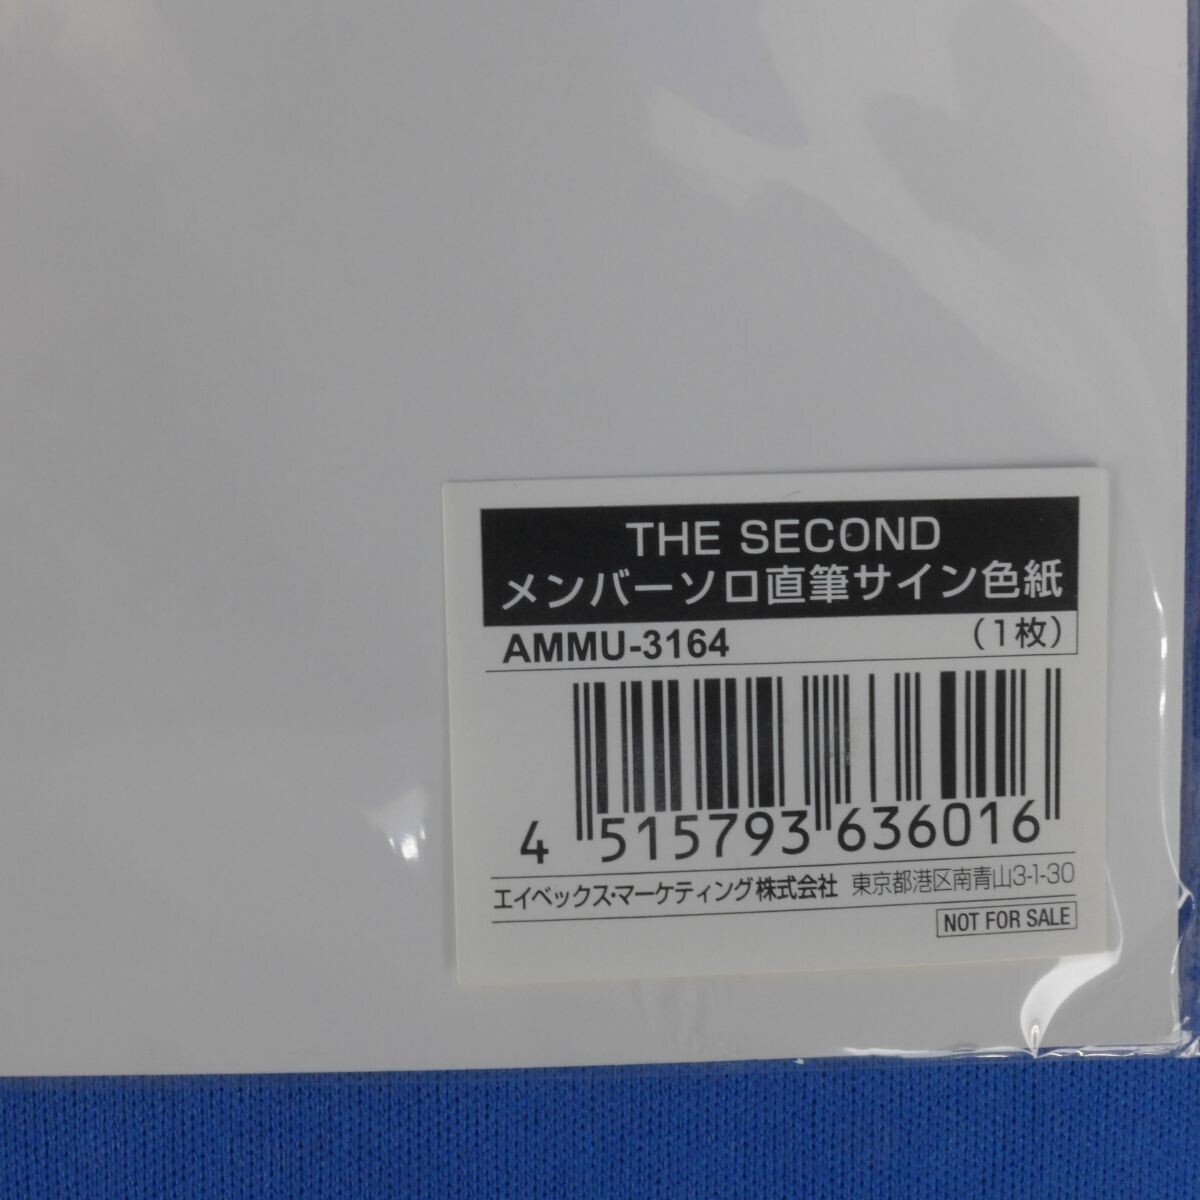 THE SECOND
メンバーソロ直筆サイン色紙
AMMU-3164 (1枚)
4 515793 636016
エイベックス・マーケティング株式会社 東京都港区南青山3-1-30
NOT FOR SALE